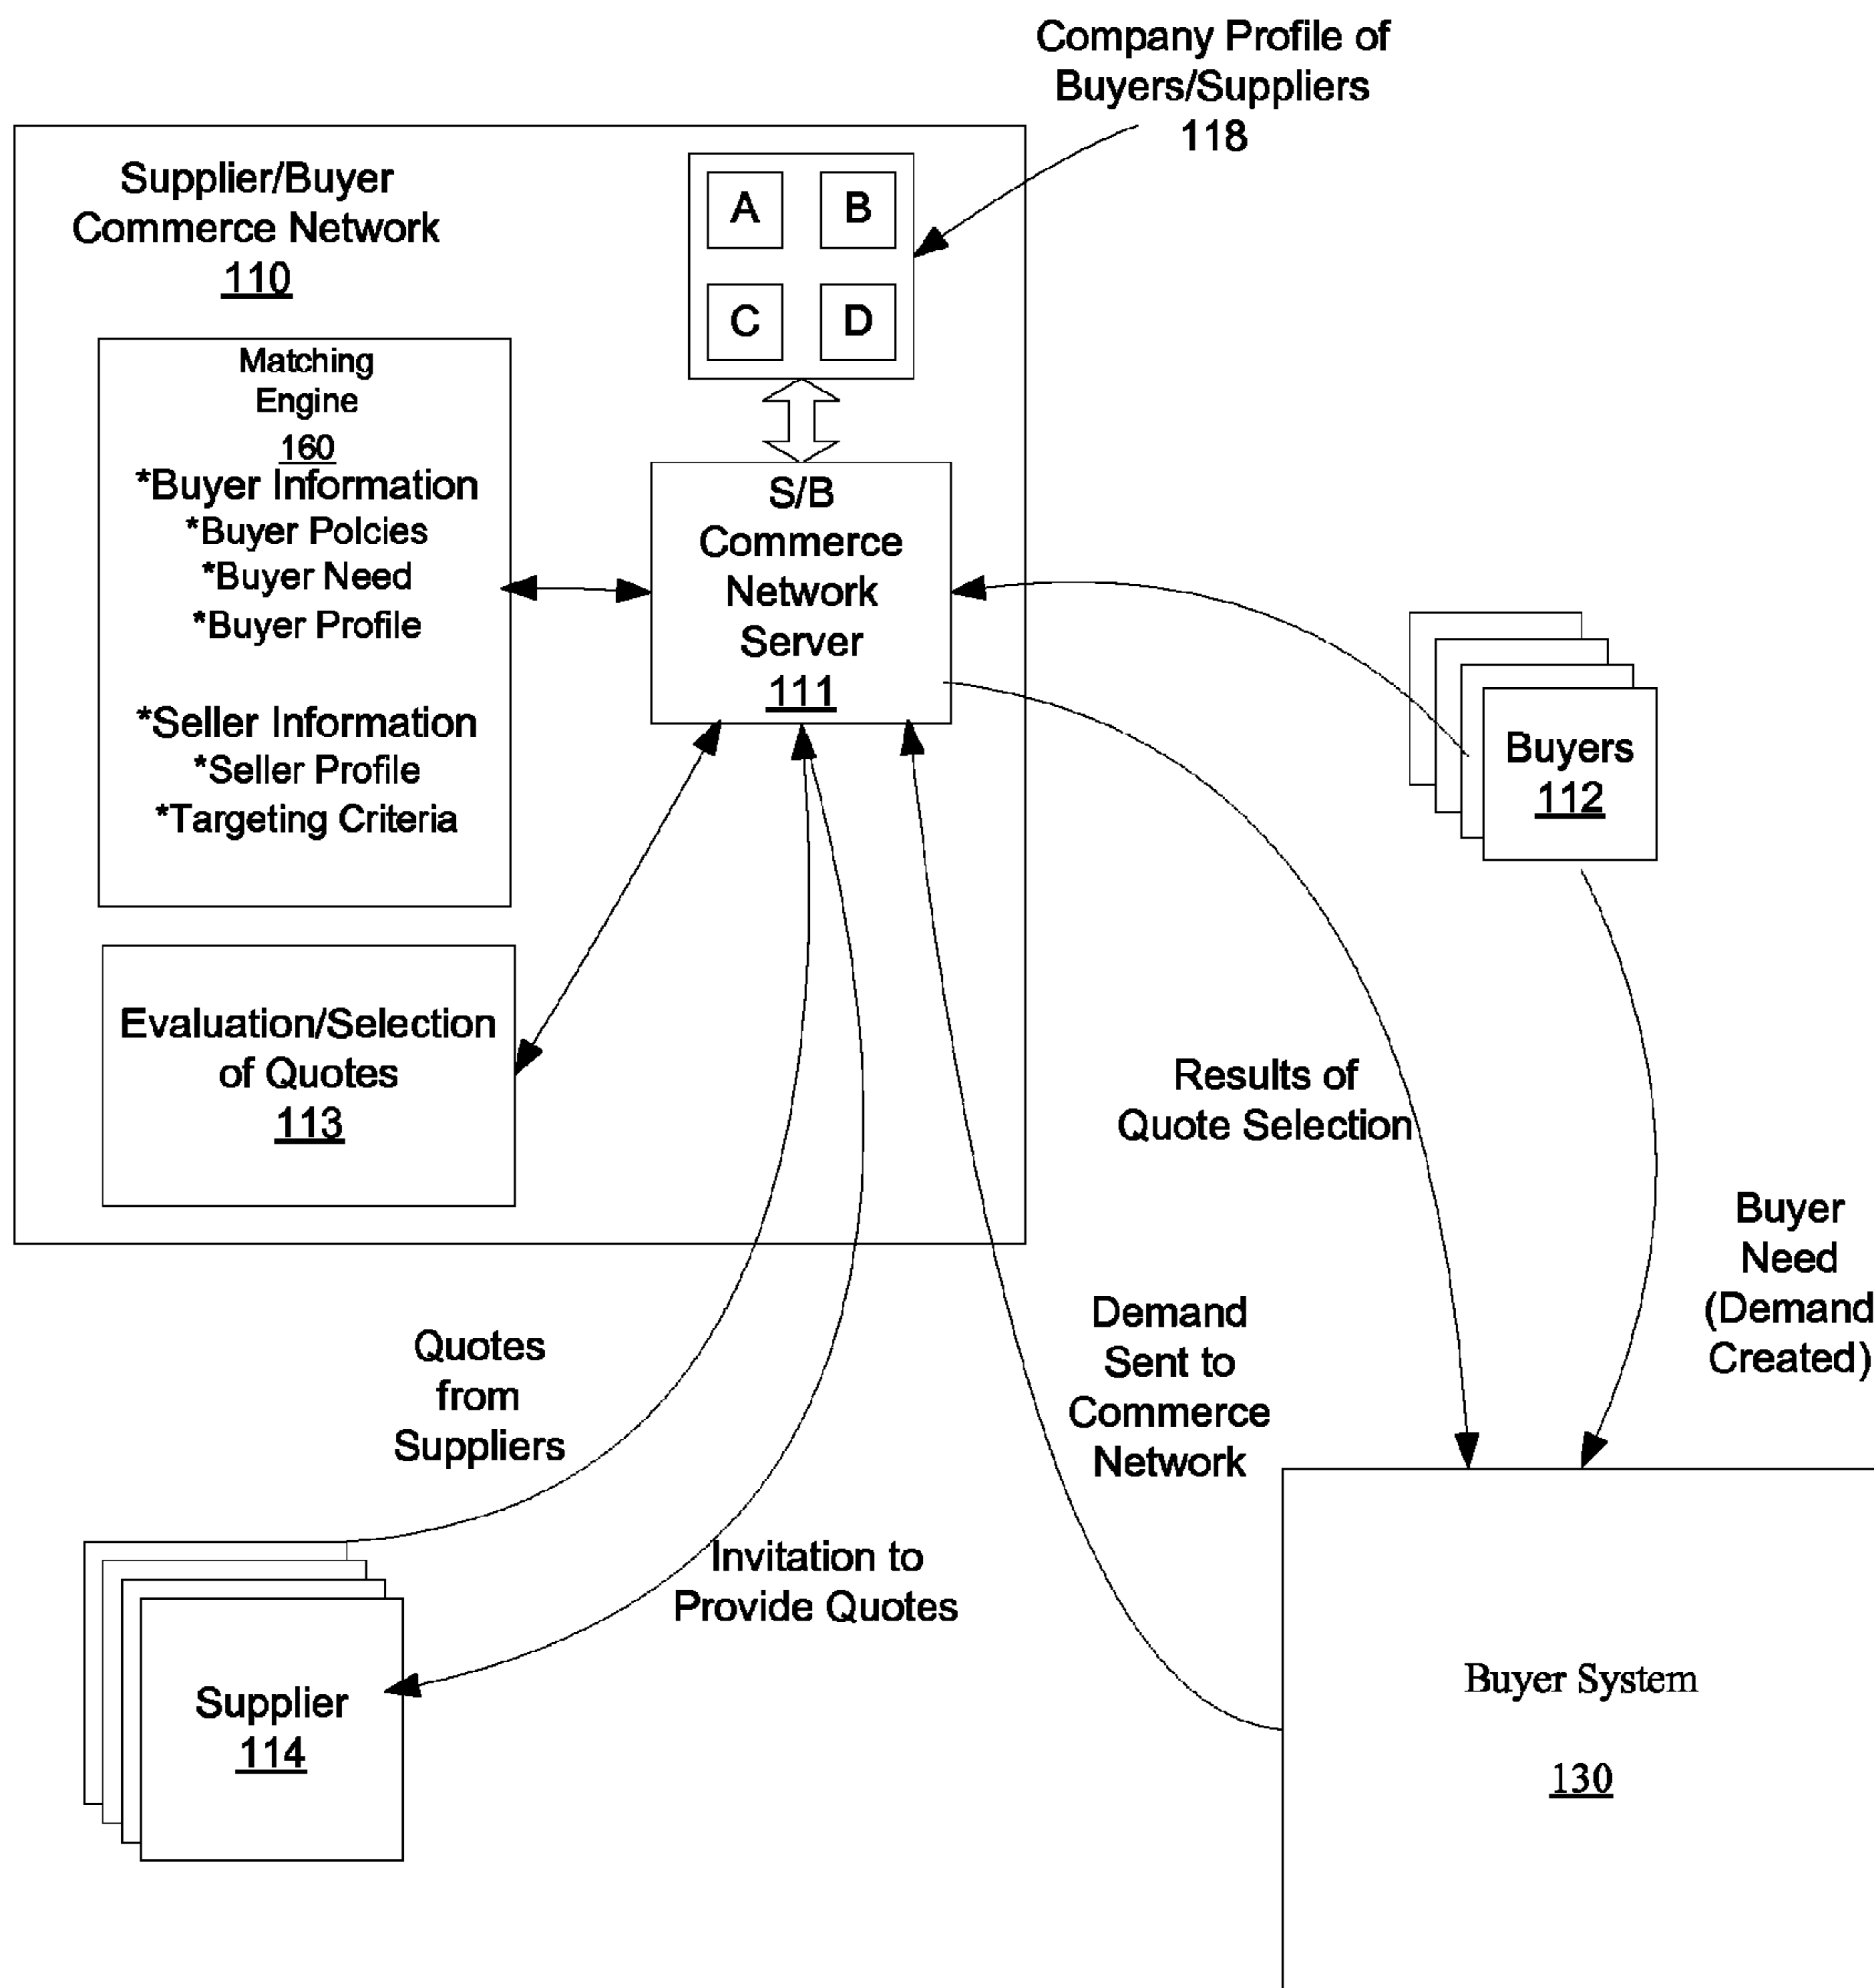 Company Profile of
Buyers/Suppliers
118
Supplier/Buyer
Commerce Network
110
A
B
C
D
Matching
Engine
160
*Buyer Information
*Buyer Polcies
*Buyer Need
*Buyer Profile
*Seller Information
*Seller Profile
*Targeting Criteria
S/B
Commerce
Network
Server
111
Buyers
112
Evaluation/Selection
of Quotes
113
Results of
Quote Selection
Buyer
Need
(Demand
Created)
Demand
Sent to
Commerce
Network
Quotes
from
Suppliers
Invitation to
Provide Quotes
Supplier
114
Buyer System
130